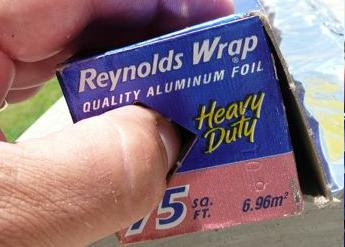 Reynolds Wrap®
QUALITY ALUMINUM FOIL
Heavy
Duty
75 SQ.
FT.
6.96m²